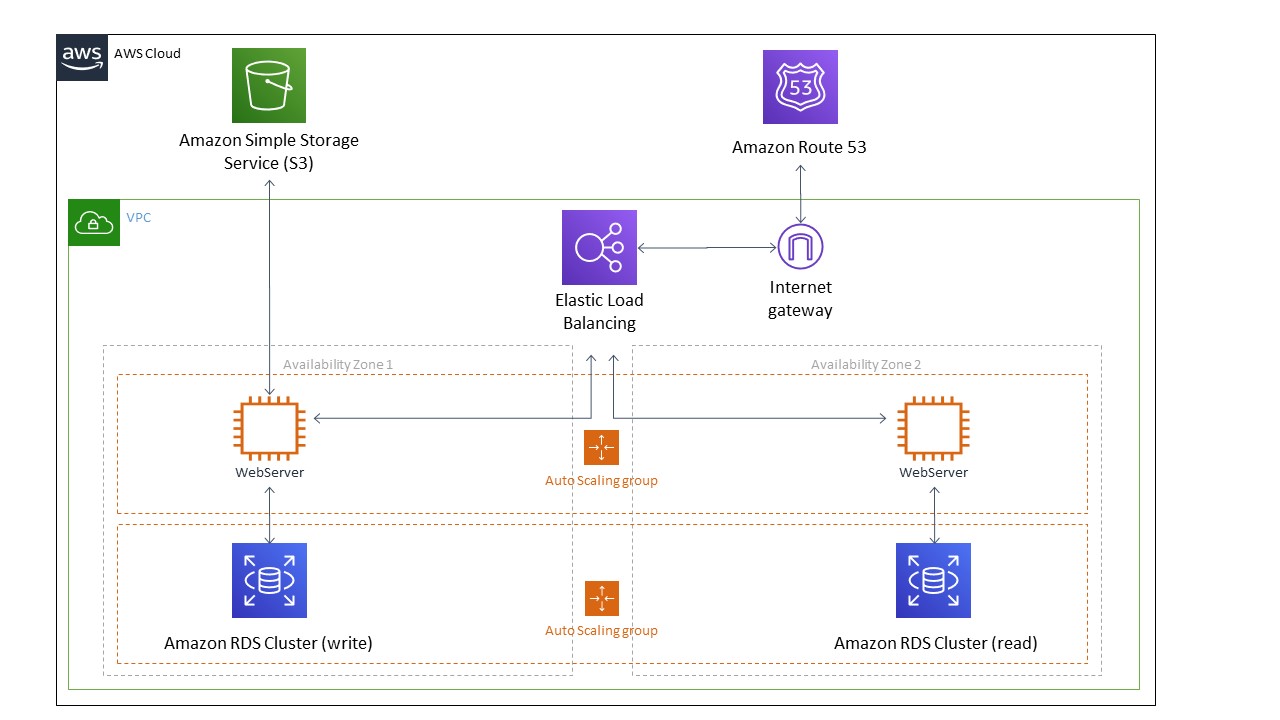 aws
AWS Cloud
Amazon Simple Storage
Service (S3)
53
Amazon Route 53
VPC
Elastic Load
Balancing
Internet
gateway
Availability Zone 1
Availability Zone 2
WebServer
WebServer
Auto Scaling group
Auto Scaling group
Amazon RDS Cluster (write)
Amazon RDS Cluster (read)